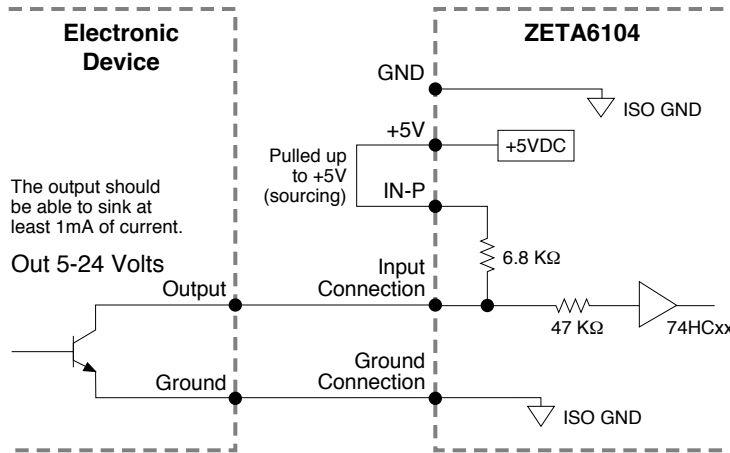 Electronic
Device
ZETA6104
GND
ISO GND
+5V
+5VDC
Pulled up
to +5V
(sourcing)
IN-P
The output should
be able to sink at
least 1mA of current.
Out 5-24 Volts
6.8 KΩ
Output
Input
Connection
47 KΩ
74HCxx
Ground
Ground
Connection
ISO GND